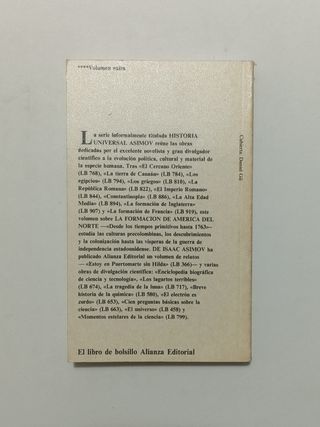 ****Volumen extra
La serie informalmente titulada HISTORIA
UNIVERSAL ASIMOV reúne las obras
dedicadas por el excelente novelista y gran divulgador
científico a la evolución política, cultural y material de
la especie humana. Tras «El Cercano Oriente»
(LB 768), «La tierra de Canaán» (LB 784), «Los
egipcios» (LB 794), «Los griegos» (LB 810), «La
República Romana» (LB 822), «El Imperio Romano»
(LB 844), «Constantinopla» (LB 886), «La Alta Edad
Media» (LB 894), «La formación de Inglaterra»
(LB 907) y «La formación de Francia» (LB 919), este
volumen sobre LA FORMACION DE AMERICA DEL
NORTE —«Desde los tiempos primitivos hasta 1763»—
estudia las culturas precolombinas, los descubrimientos
y la colonización hasta las vísperas de la guerra de
independencia estadounidense. DE ISAAC ASIMOV ha
publicado Alianza Editorial un volumen de relatos
—«Estoy en Puertomarte sin Hilda» (LB 366)— y varias
obras de divulgación científica: «Enciclopedia biográfica
de ciencia y tecnología», «Los lagartos terribles»
(LB 674), «La tragedia de la luna» (LB 717), «Breve
historia de la química» (LB 580), «El electrón es
zurdo» (LB 653), «Cien preguntas básicas sobre la
ciencia» (LB 663), «El universo» (LB 458) y
«Momentos estelares de la ciencia» (LB 799).
El libro de bolsillo Alianza Editorial
Cubierta Daniel Gil